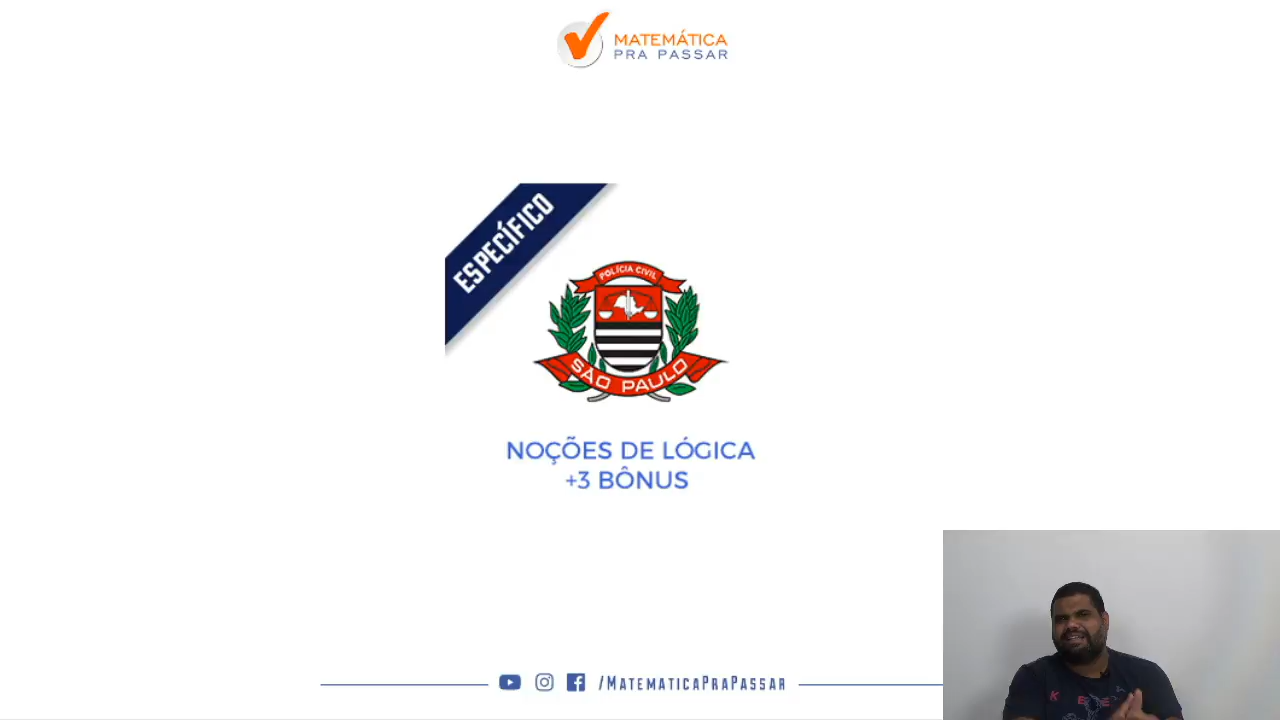 MATEMÁTICA
PRA PASSAR
ESPECÍFICO
POLÍCIA CIVIL
SÃO PAULO
NOÇÕES DE LÓGICA
+3 BÔNUS
/MATEMATICAPRAPASSAR